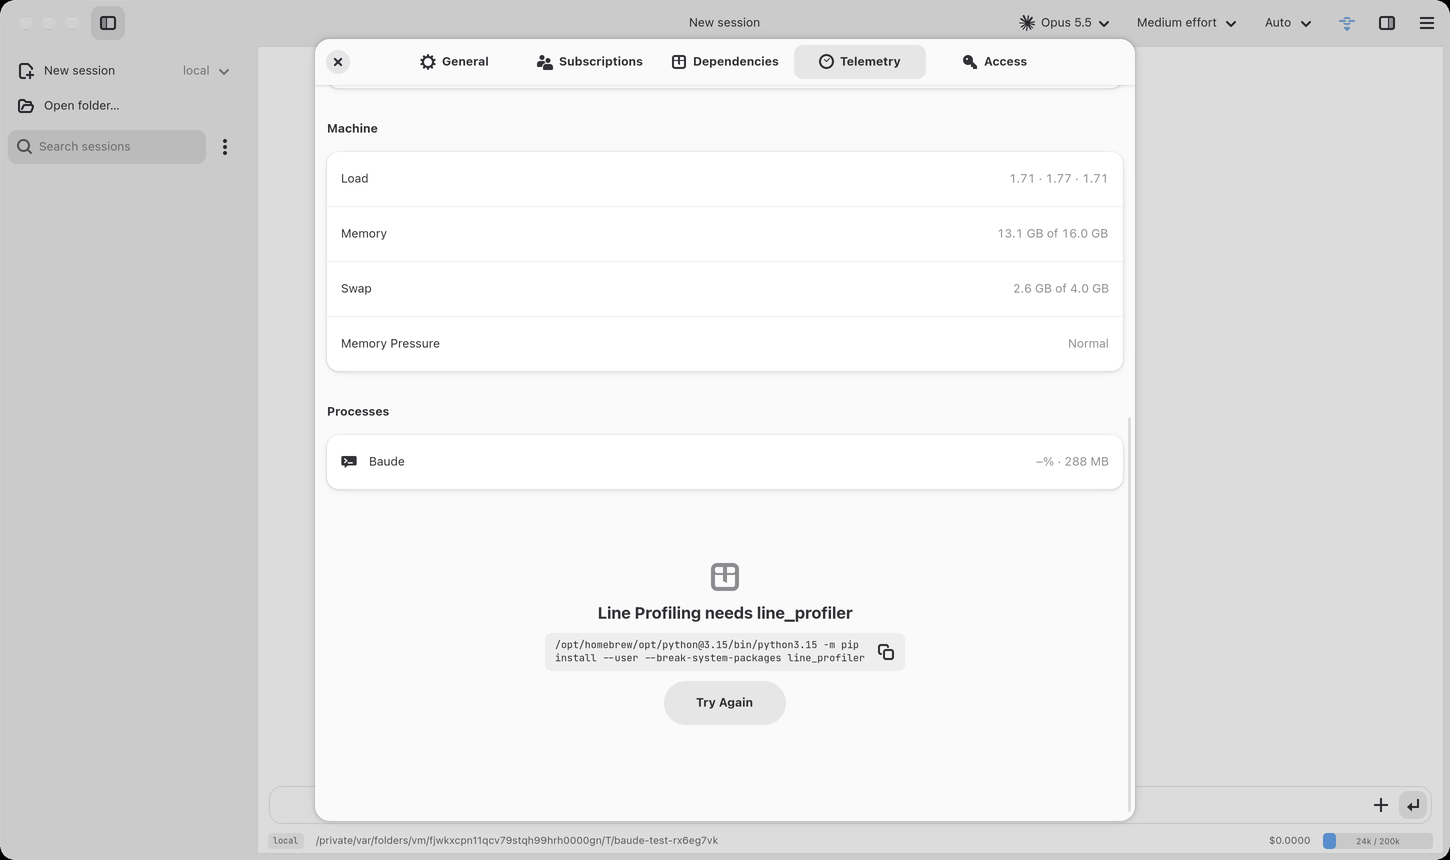 New session
Opus 5.5
Medium effort
Auto
New session
local
Open folder...
Search sessions
General
Subscriptions
Dependencies
Telemetry
Access
Machine
Load
1.71 · 1.77 · 1.71
Memory
13.1 GB of 16.0 GB
Swap
2.6 GB of 4.0 GB
Memory Pressure
Normal
Processes
Baude
–% · 288 MB
Line Profiling needs line_profiler
/opt/homebrew/opt/python@3.15/bin/python3.15 -m pip
install --user --break-system-packages line_profiler
Try Again
local
/private/var/folders/vm/fjwkxcpn11qcv79stqh99hrh0000gn/T/baude-test-rx6eg7vk
$0.0000
24k / 200k